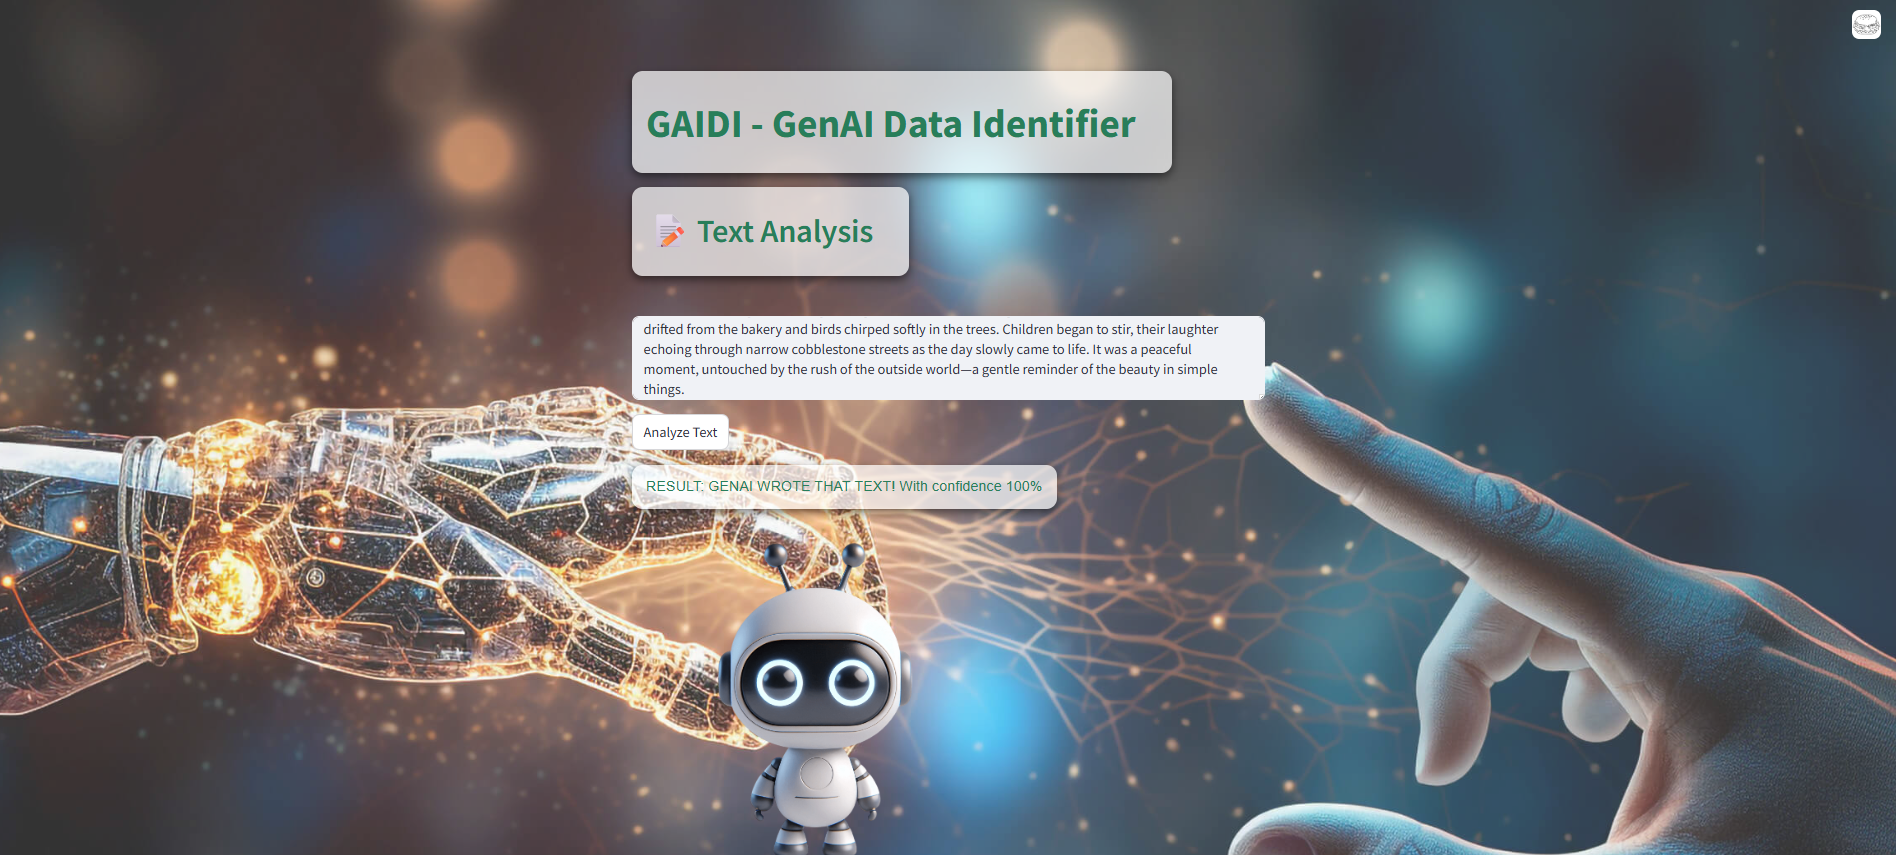 GAIDI - GenAI Data Identifier
Text Analysis
drifted from the bakery and birds chirped softly in the trees. Children began to stir, their laughter
echoing through narrow cobblestone streets as the day slowly came to life. It was a peaceful
moment, untouched by the rush of the outside world—a gentle reminder of the beauty in simple
things.
Analyze Text
RESULT: GENAI WROTE THAT TEXT! With confidence 100%